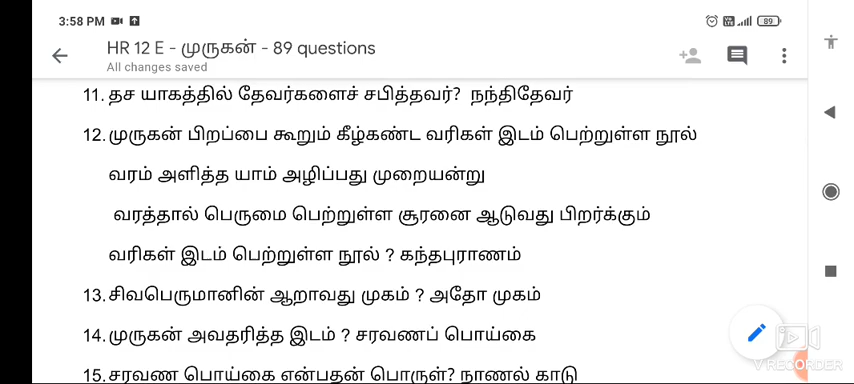 3:58 PM 89
HR 12 E - முருகன் - 89 questions
All changes saved
11. தச யாகத்தில் தேவர்களைச் சபித்தவர்? நந்திதேவர்
12. முருகன் பிறப்பை கூறும் கீழ்கண்ட வரிகள் இடம் பெற்றுள்ள நூல்
வரம் அளித்த யாம் அழிப்பது முறையன்று
வரத்தால் பெருமை பெற்றுள்ள சூரனை ஆடுவது பிறர்க்கும்
வரிகள் இடம் பெற்றுள்ள நூல் ? கந்தபுராணம்
13. சிவபெருமானின் ஆறாவது முகம் ? அதோ முகம்
14. முருகன் அவதரித்த இடம் ? சரவணப் பொய்கை
15. சரவண பொய்கை என்பதன் பொருள்? நாணல் காடு
V RECORDER